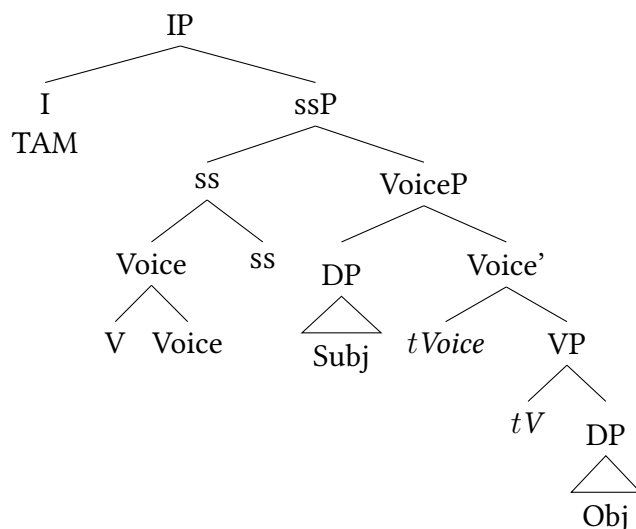 IP
I ssP
TAM
ss VoiceP
Voice ss DP Voice’
V Voice Subj tVoice VP
tV DP
Obj